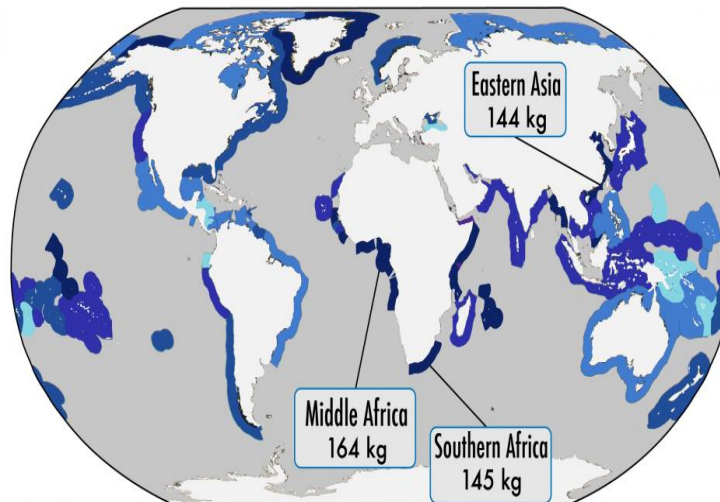 Eastern Asia
144 kg
Middle Africa
164 kg
Southern Africa
145 kg